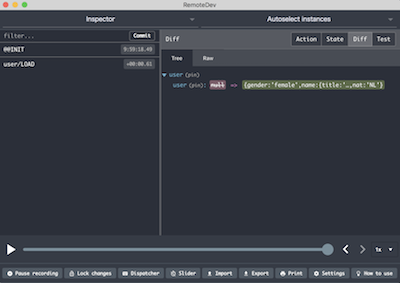 RemoteDev
Inspector
Autoselect instances
filter...
Commit
@@INIT
9:59:18.49
user/LOAD
+00:00.81
Diff
Action State Diff Test
Tree Raw
user (pin)
user (pin): null => {gender:'female',name:{title:'…,nat:'NL'}
1x
Pause recording
Lock changes
Dispatcher
Slider
Import
Export
Print
Settings
How to use